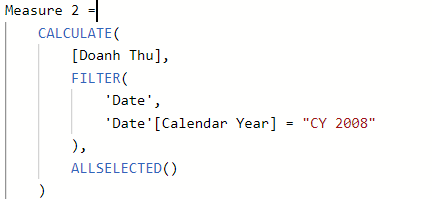 Measure 2 =
CALCULATE(
[Doanh Thu],
FILTER(
'Date',
'Date'[Calendar Year] = "CY 2008"
),
ALLSELECTED()
)